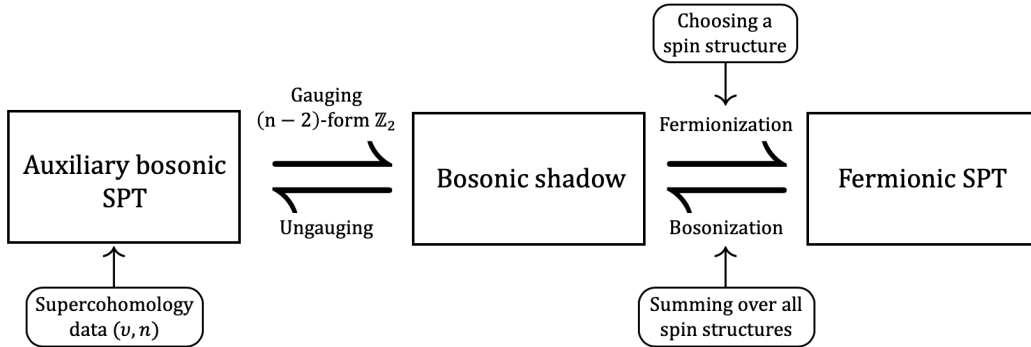 Choosing a
spin structure
Gauging
(n − 2)-form ℤ₂
Fermionization
Auxiliary bosonic
SPT
Bosonic shadow
Fermionic SPT
Ungauging
Bosonization
Supercohomology
data (ν, n)
Summing over all
spin structures